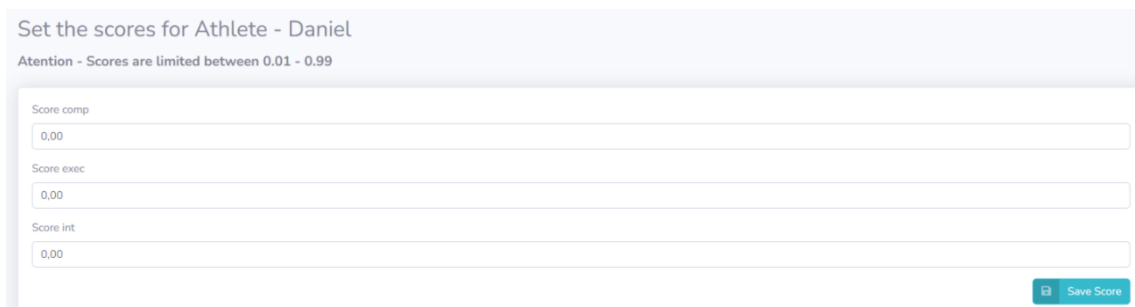 Set the scores for Athlete - Daniel
Atention - Scores are limited between 0.01 - 0.99
Score comp
0,00
Score exec
0,00
Score int
0,00
Save Score